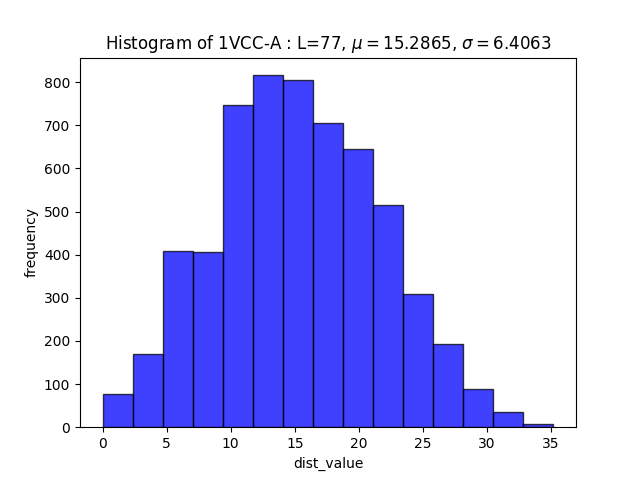 Histogram of 1VCC-A : L=77, μ = 15.2865, σ = 6.4063
800
700
600
500
400
300
200
100
0
frequency
0 5 10 15 20 25 30 35
dist_value